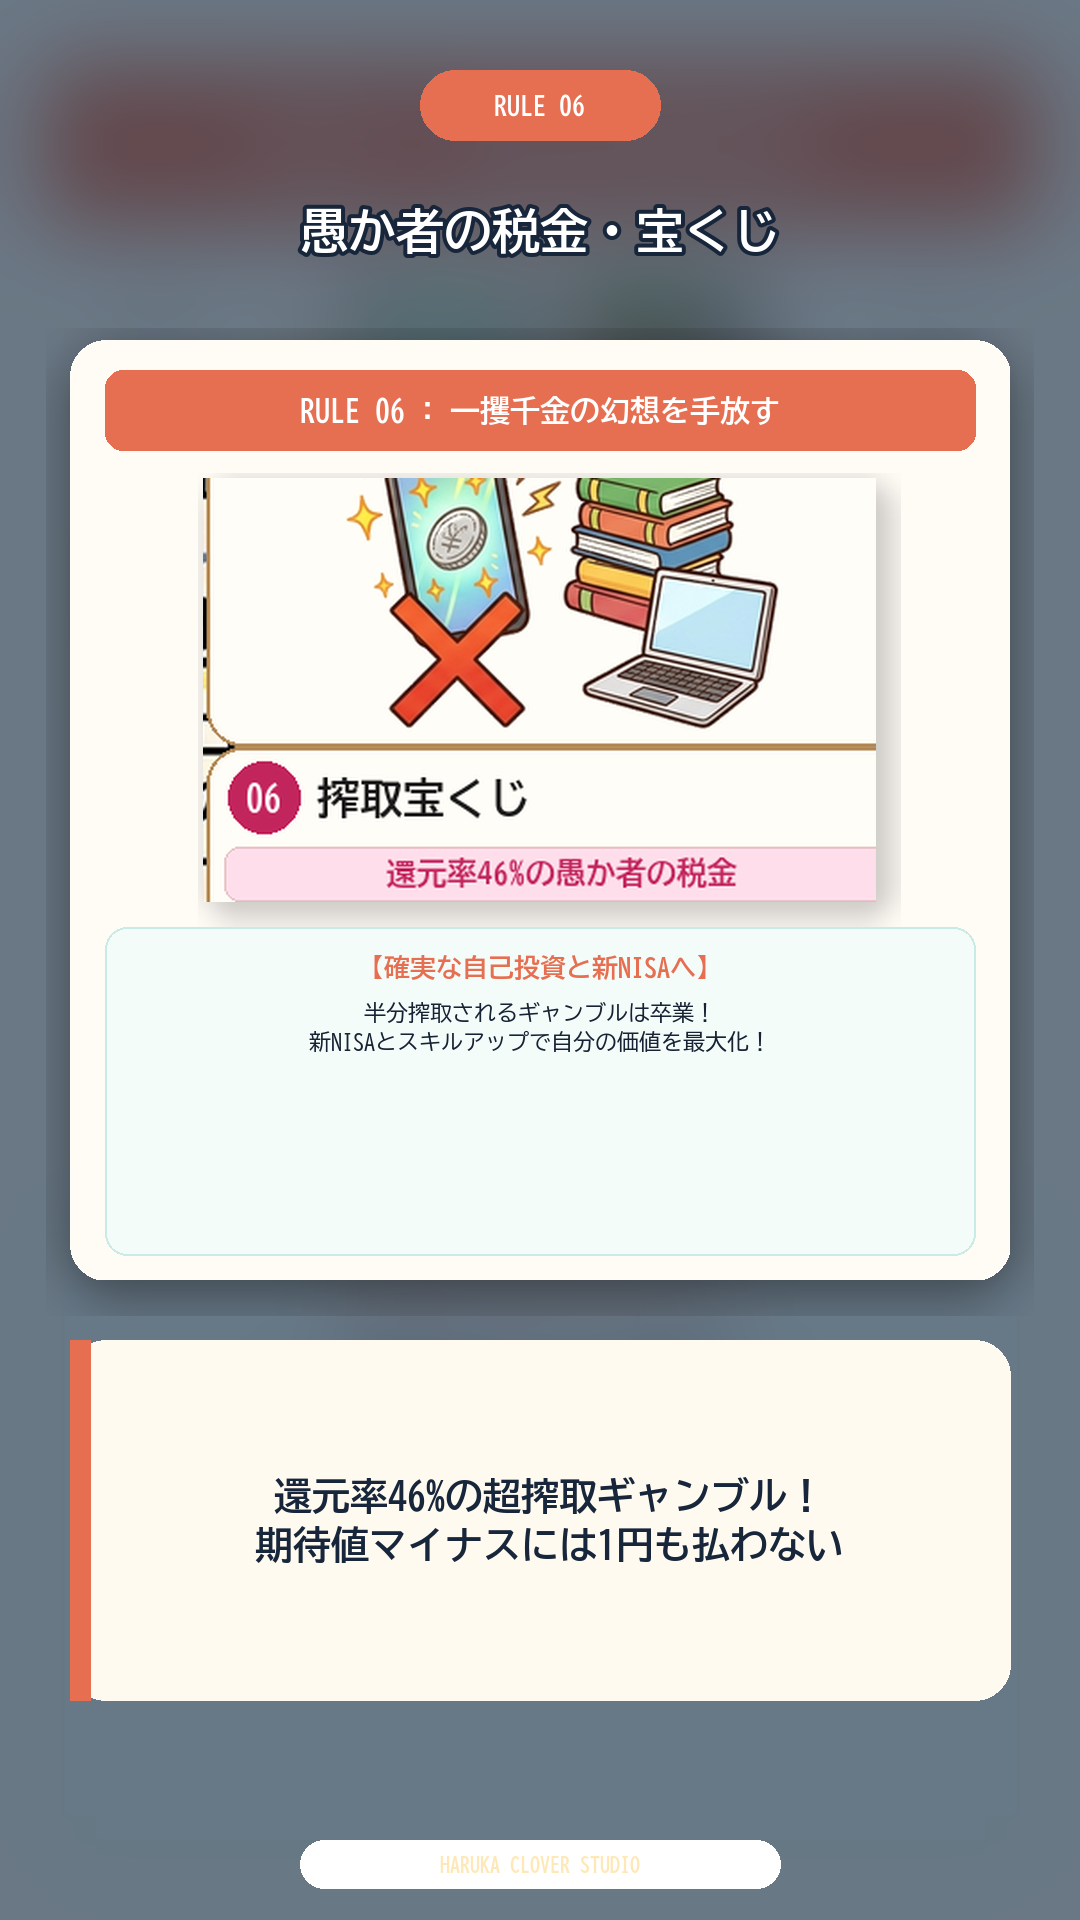 RULE 06
愚か者の税金・宝くじ
RULE 06 : 一攫千金の幻想を手放す
¥
06 搾取宝くじ
還元率46%の愚か者の税金
【確実な自己投資と新NISAへ】
半分搾取されるギャンブルは卒業！
新NISAとスキルアップで自分の価値を最大化！
還元率46%の超搾取ギャンブル！
期待値マイナスには1円も払わない
HARUKA CLOVER STUDIO